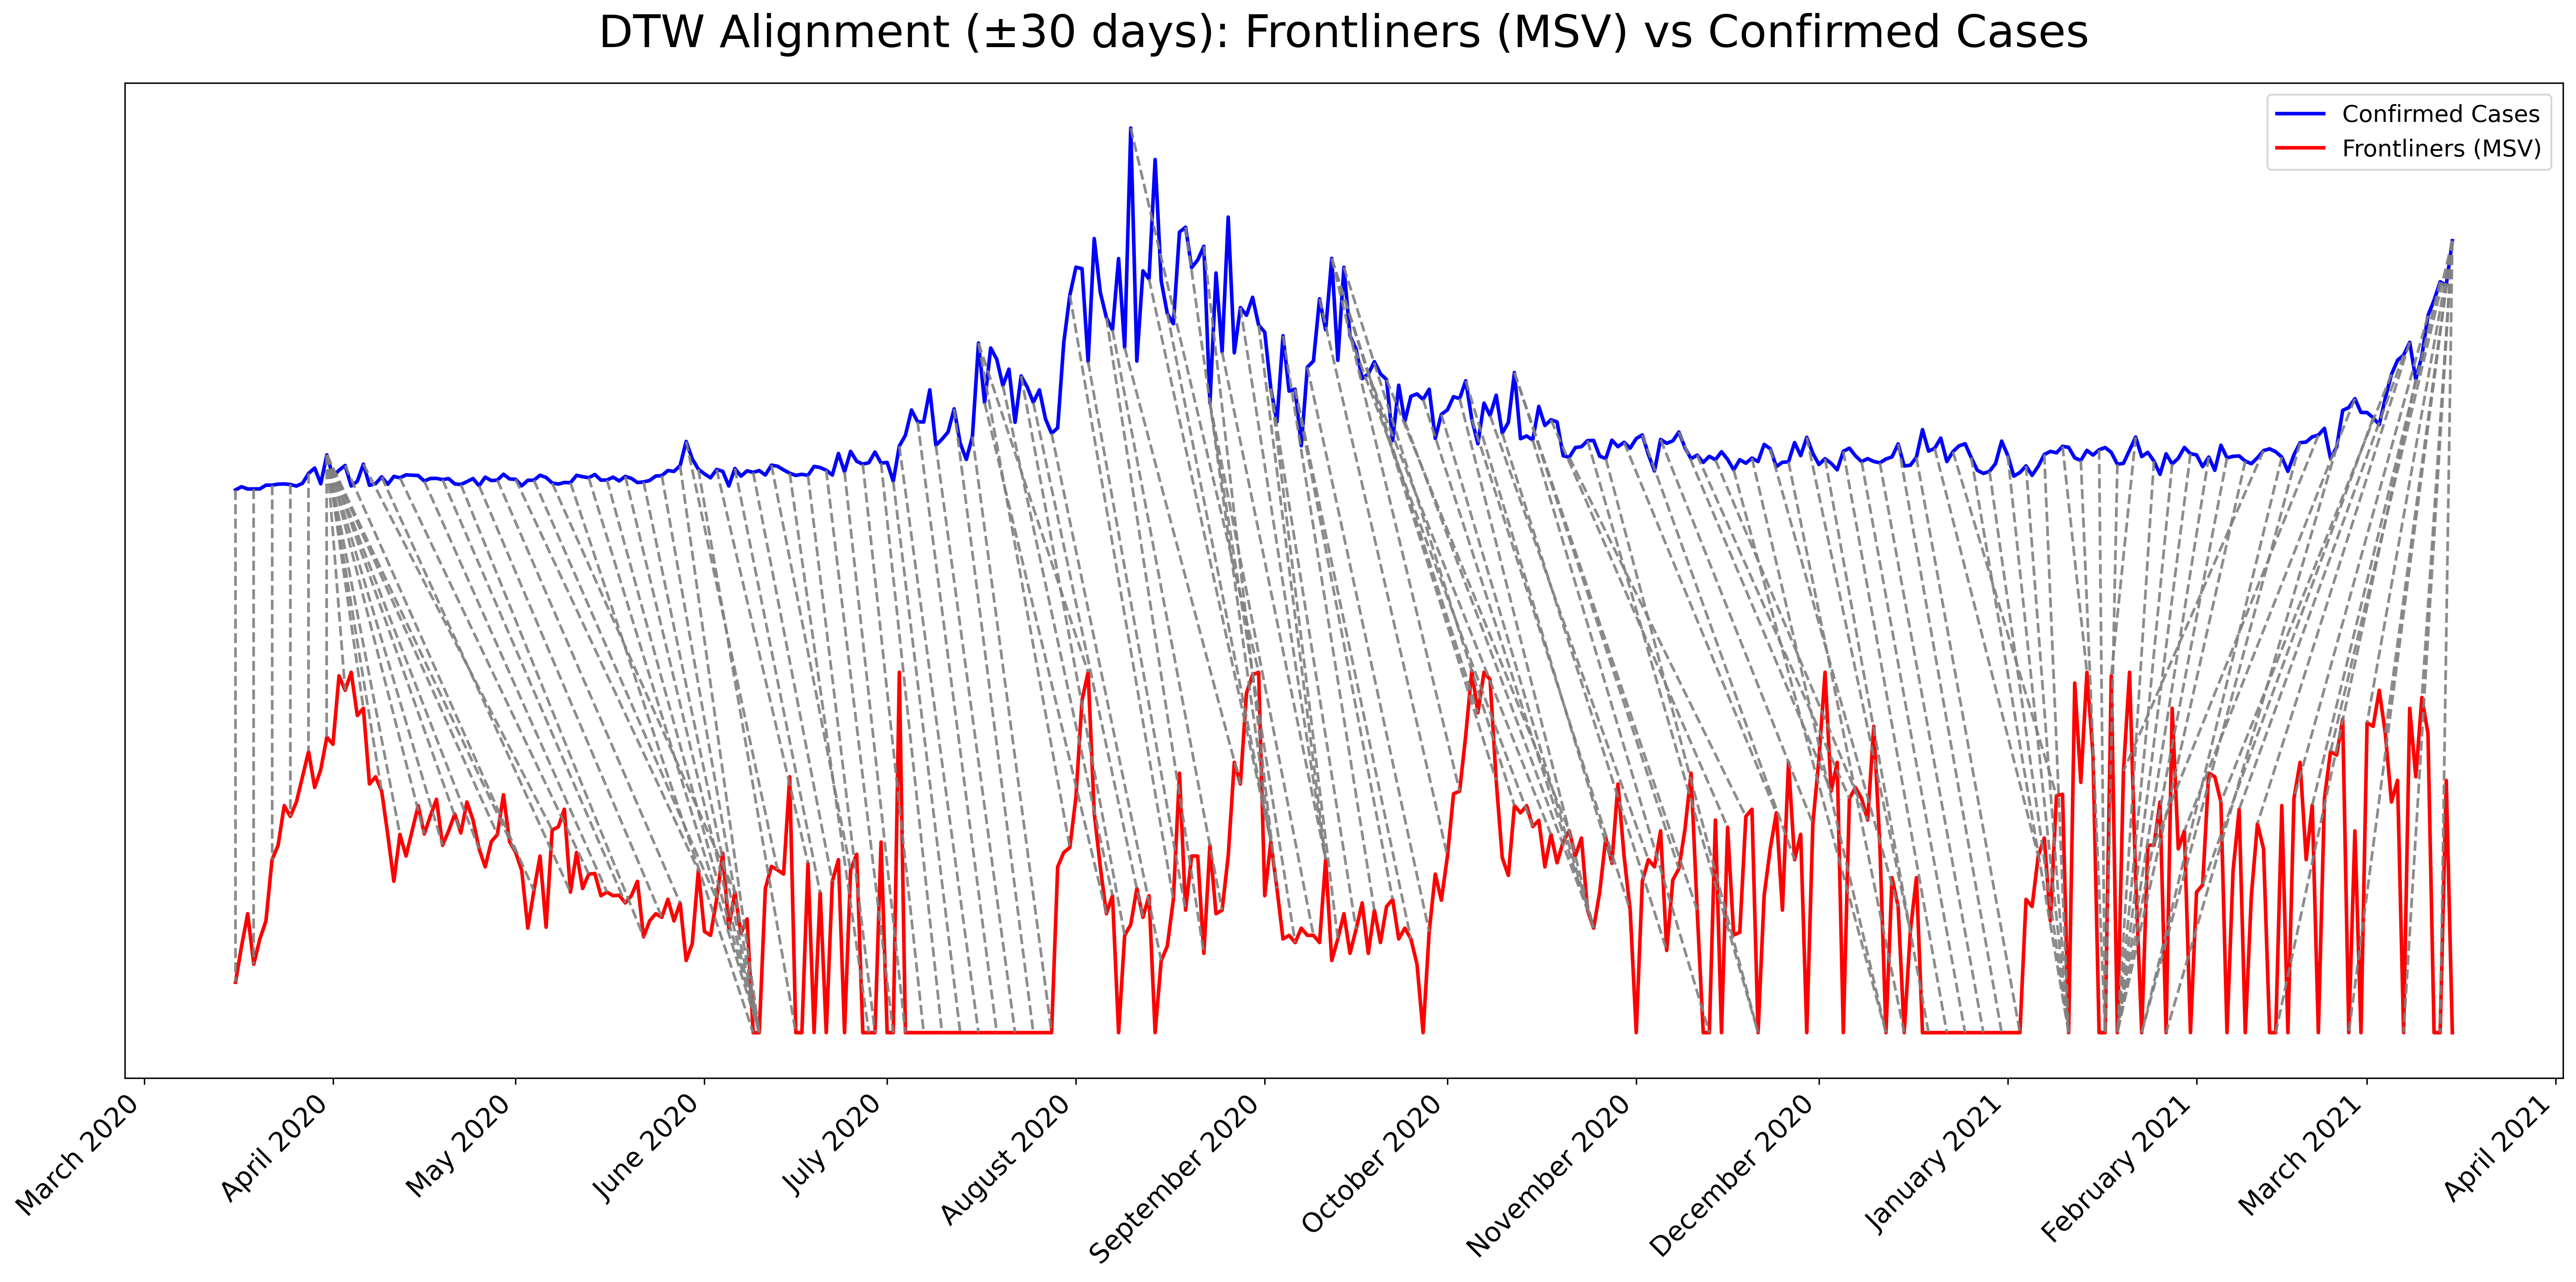 DTW Alignment (±30 days): Frontliners (MSV) vs Confirmed Cases
Confirmed Cases
Frontliners (MSV)
March 2020
April 2020
May 2020
June 2020
July 2020
August 2020
September 2020
October 2020
November 2020
December 2020
January 2021
February 2021
March 2021
April 2021